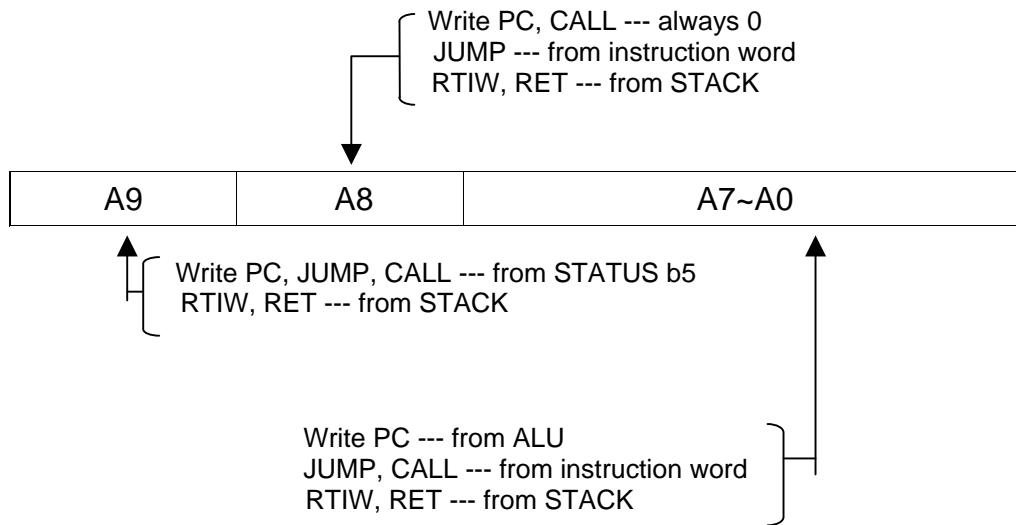 Write PC, CALL --- always 0
JUMP --- from instruction word
RTIW, RET --- from STACK
A9
A8
A7~A0
Write PC, JUMP, CALL --- from STATUS b5
RTIW, RET --- from STACK
Write PC --- from ALU
JUMP, CALL --- from instruction word
RTIW, RET --- from STACK